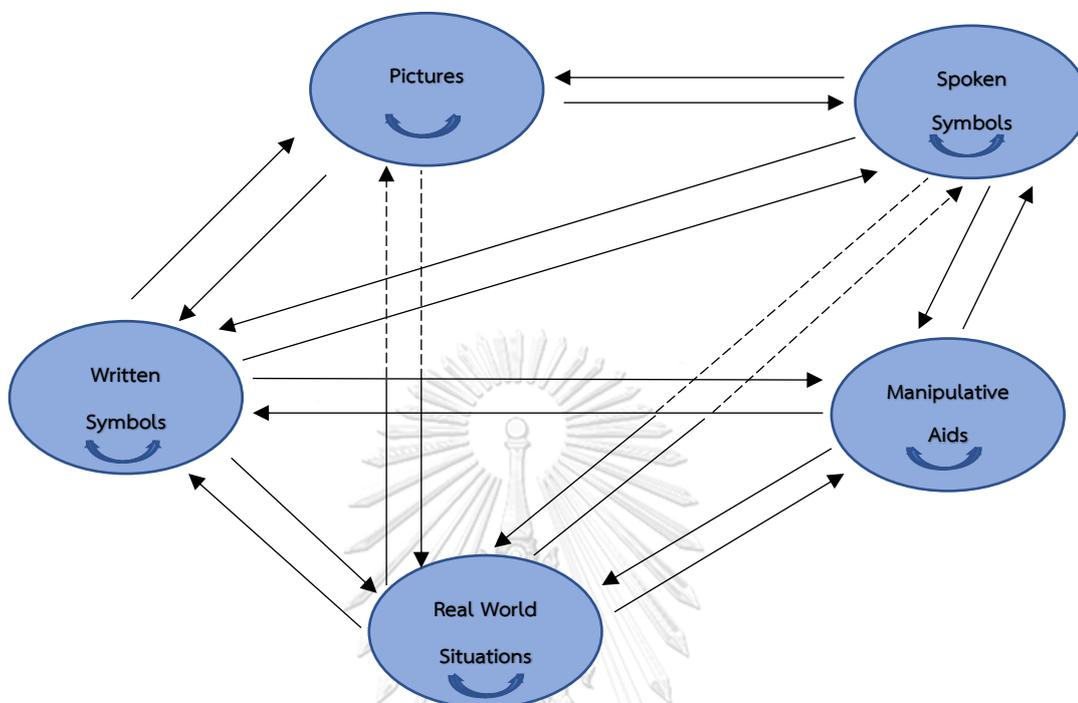 Pictures
Spoken
Symbols
Written
Symbols
Manipulative
Aids
Real World
Situations